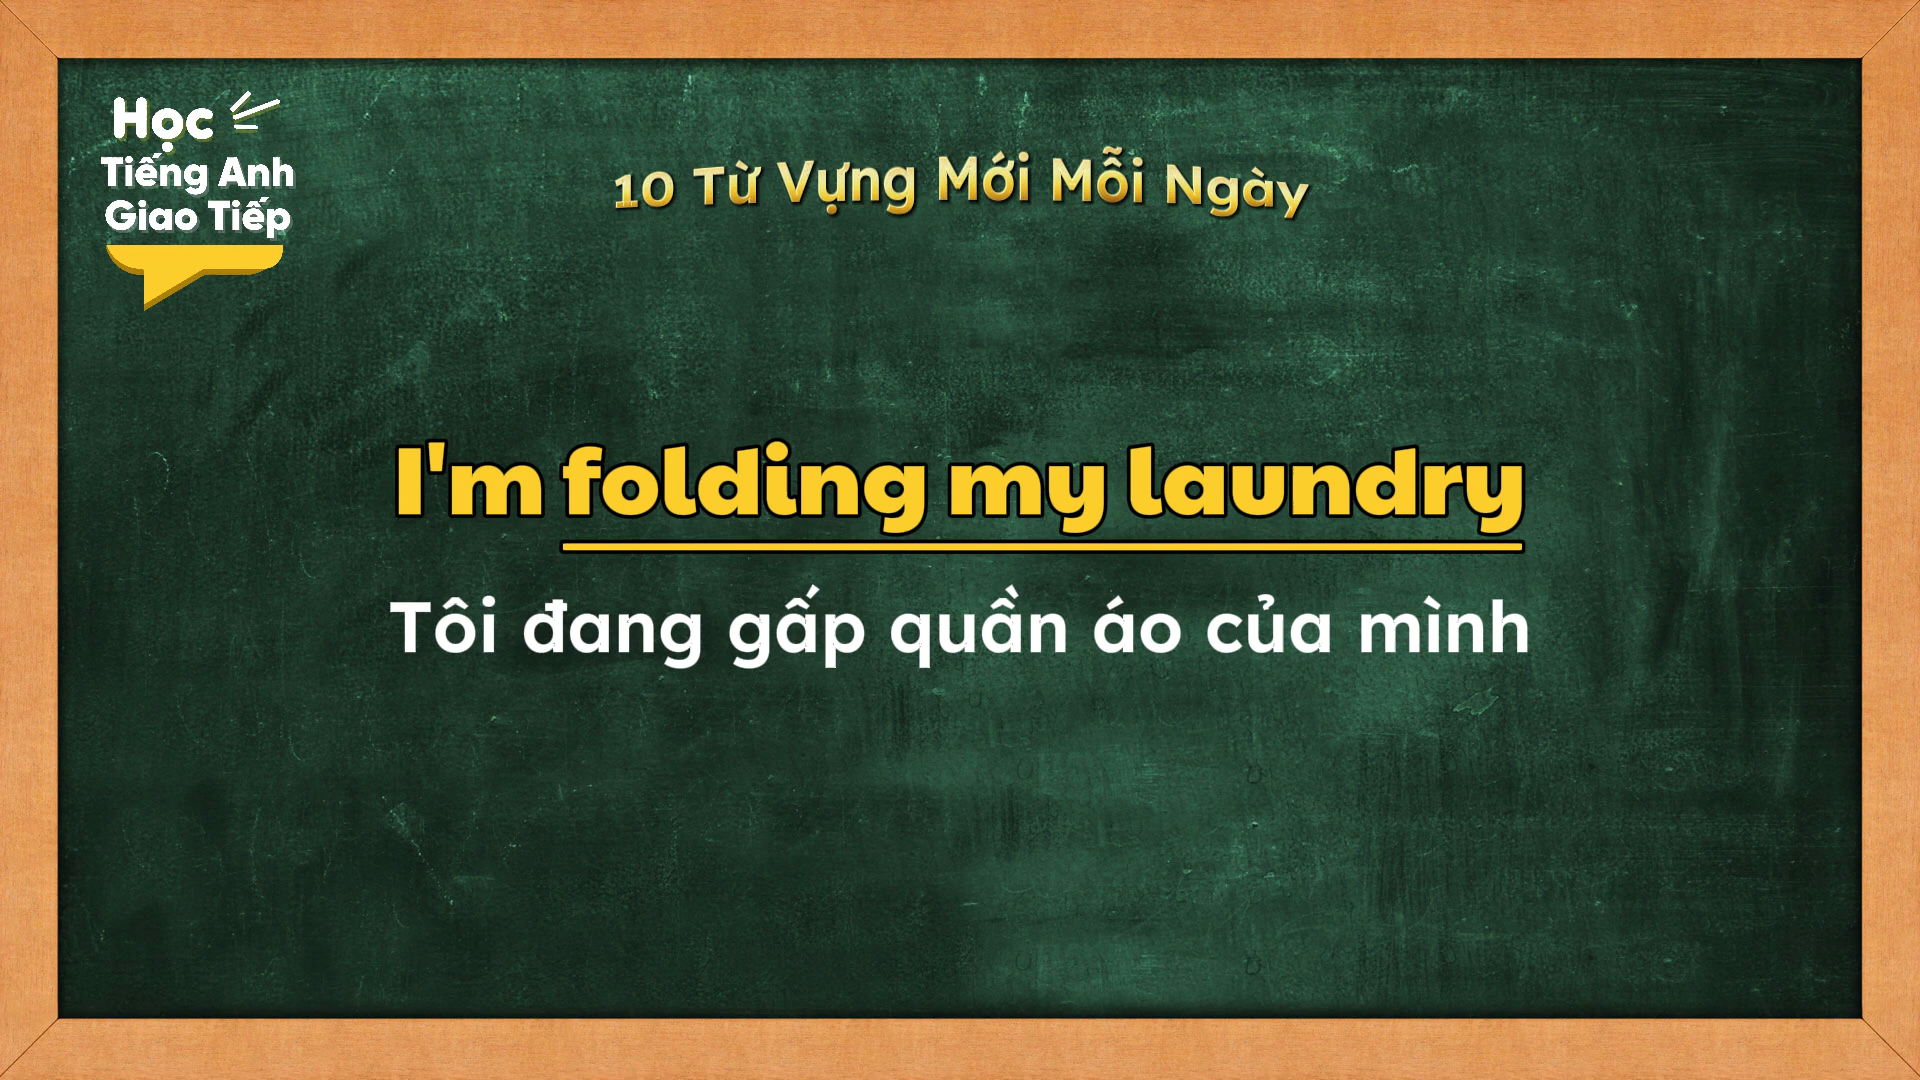 Học
Tiếng Anh
Giao Tiếp
10 Từ Vựng Mới Mỗi Ngày
I'm folding my laundry
Tôi đang gấp quần áo của mình